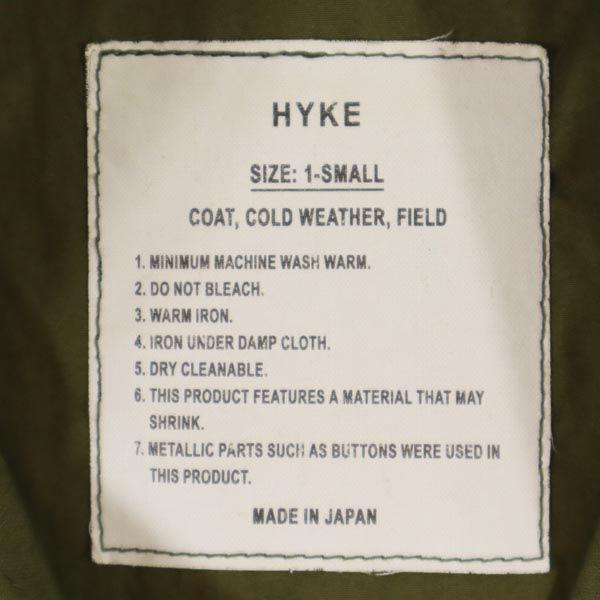 HYKE
SIZE: 1-SMALL
COAT, COLD WEATHER, FIELD
1. MINIMUM MACHINE WASH WARM.
2. DO NOT BLEACH.
3. WARM IRON.
4. IRON UNDER DAMP CLOTH.
5. DRY CLEANABLE.
6. THIS PRODUCT FEATURES A MATERIAL THAT MAY
SHRINK.
7. METALLIC PARTS SUCH AS BUTTONS WERE USED IN
THIS PRODUCT.
MADE IN JAPAN